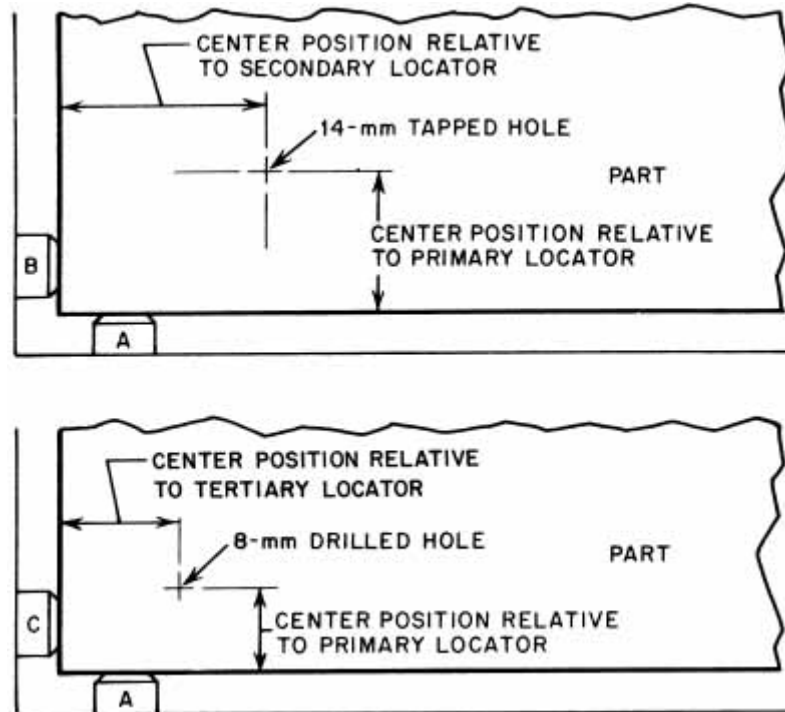 CENTER POSITION RELATIVE
TO SECONDARY LOCATOR
14-mm TAPPED HOLE
PART
CENTER POSITION RELATIVE
TO PRIMARY LOCATOR
B
A
CENTER POSITION RELATIVE
TO TERTIARY LOCATOR
8-mm DRILLED HOLE
PART
CENTER POSITION RELATIVE
TO PRIMARY LOCATOR
C
A